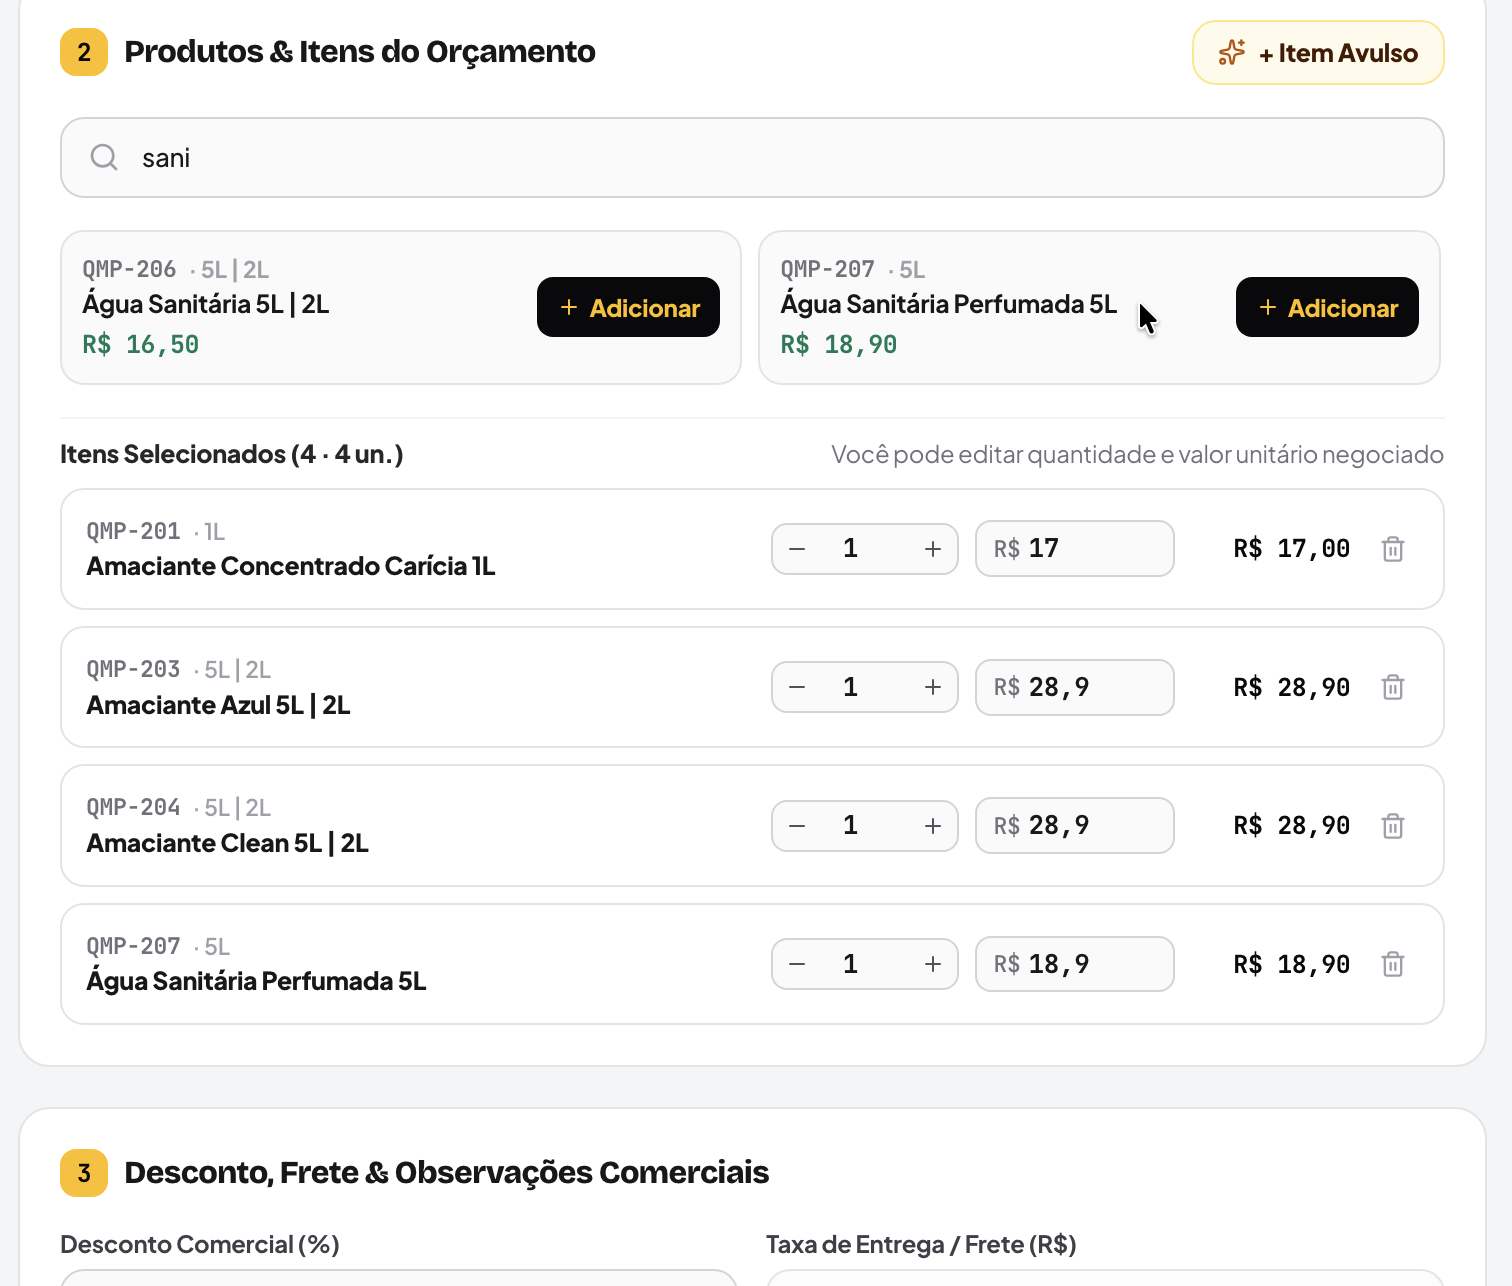 2 Produtos & Itens do Orçamento
+ Item Avulso
sani
QMP-206 · 5L | 2L
Água Sanitária 5L | 2L
R$ 16,50
+ Adicionar
QMP-207 · 5L
Água Sanitária Perfumada 5L
R$ 18,90
+ Adicionar
Itens Selecionados (4 · 4 un.)
Você pode editar quantidade e valor unitário negociado
QMP-201 · 1L
Amaciante Concentrado Carícia 1L
− 1 + R$ 17 R$ 17,00
QMP-203 · 5L | 2L
Amaciante Azul 5L | 2L
− 1 + R$ 28,9 R$ 28,90
QMP-204 · 5L | 2L
Amaciante Clean 5L | 2L
− 1 + R$ 28,9 R$ 28,90
QMP-207 · 5L
Água Sanitária Perfumada 5L
− 1 + R$ 18,9 R$ 18,90
3 Desconto, Frete & Observações Comerciais
Desconto Comercial (%)
Taxa de Entrega / Frete (R$)